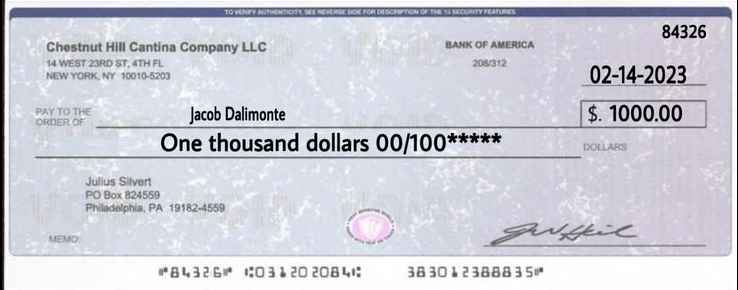 TO VERIFY AUTHENTICITY, SEE REVERSE SIDE FOR DESCRIPTION OF THE 13 SECURITY FEATURES
84326
Chestnut Hill Cantina Company LLC
BANK OF AMERICA
14 WEST 23RD ST, 4TH FL
208/312
NEW YORK, NY 10010-5203
02-14-2023
PAY TO THE
ORDER OF
Jacob Dalimonte
$. 1000.00
One thousand dollars 00/100*****
DOLLARS
Julius Silvert
PO Box 824559
Philadelphia, PA 19182-4559
MEMO:
⑈84326⑈ ⑆031202084⑆ 383012388835⑈